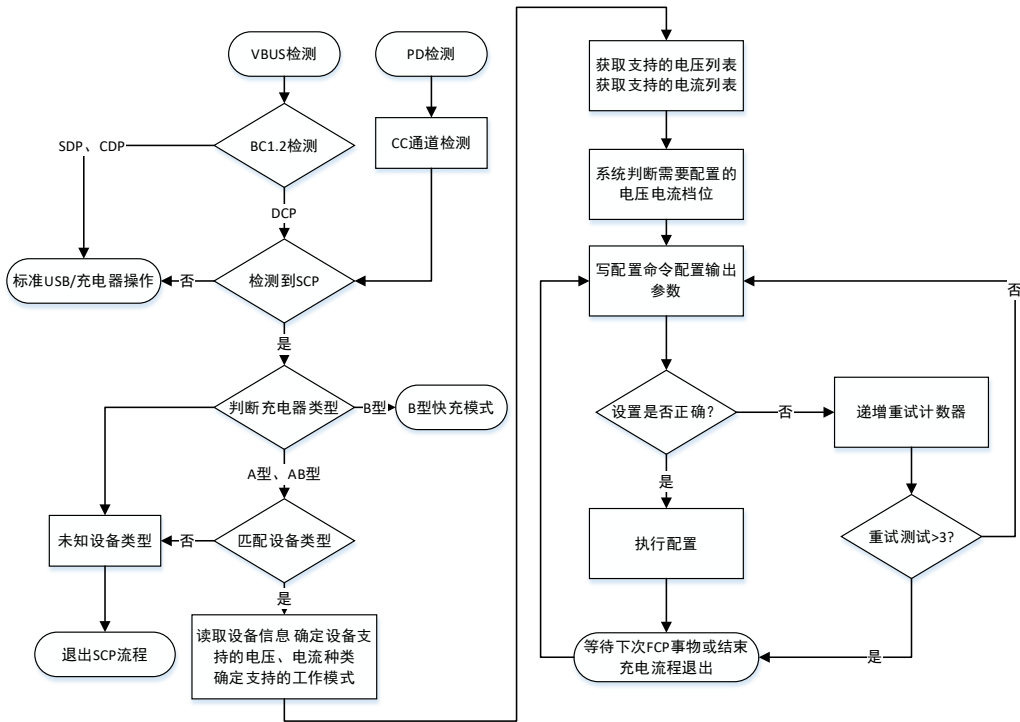 VBUS检测
PD检测
BC1.2检测
CC通道检测
SDP、CDP
DCP
检测到SCP
否
标准USB/充电器操作
是
判断充电器类型
B型
B型快充模式
A型、AB型
匹配设备类型
否
未知设备类型
退出SCP流程
是
读取设备信息 确定设备支
持的电压、电流种类
确定支持的工作模式
获取支持的电压列表
获取支持的电流列表
系统判断需要配置的
电压电流档位
写配置命令配置输出
参数
否
设置是否正确?
否
递增重试计数器
是
执行配置
重试测试>3?
是
等待下次FCP事物或结束
充电流程退出